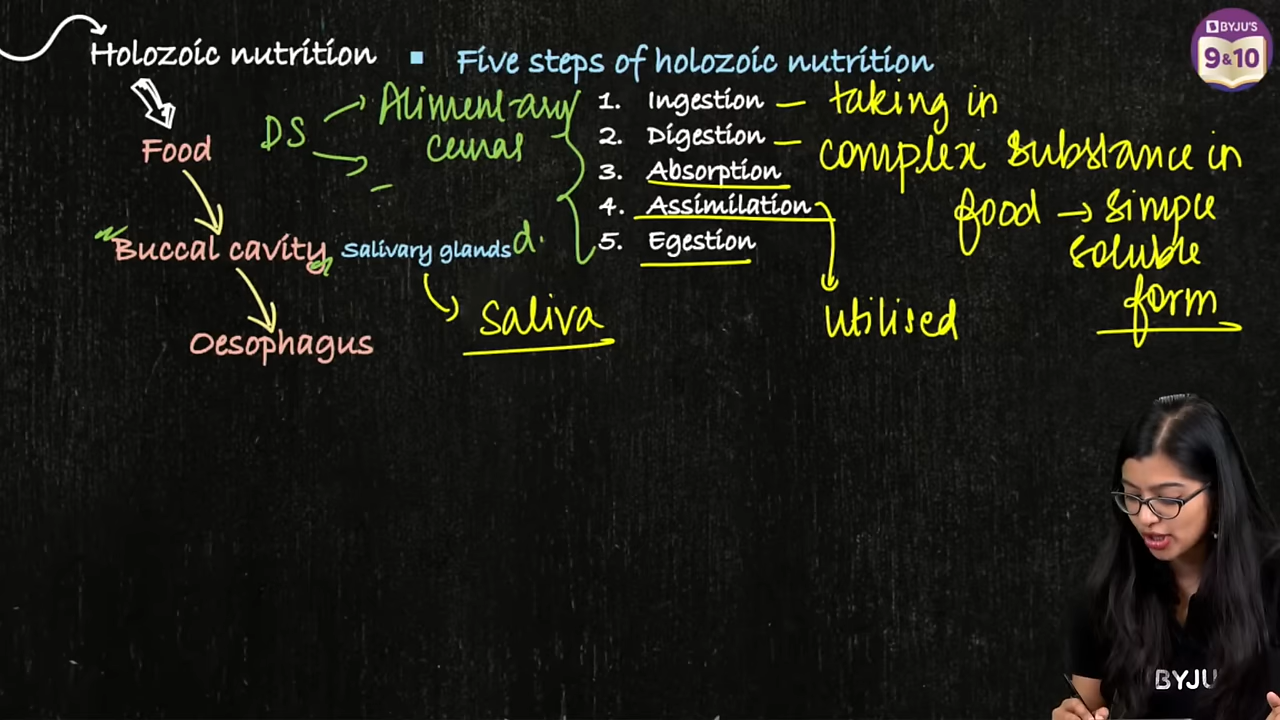 Holozoic nutrition
▪ Five steps of holozoic nutrition
BYJU'S
9&10
Food
DS
Alimentary
canal
1. Ingestion – taking in
2. Digestion – complex substance in
food → simple
soluble
form
3. Absorption
4. Assimilation
utilised
5. Egestion
Buccal cavity
Salivary glands
saliva
Oesophagus
BYJU